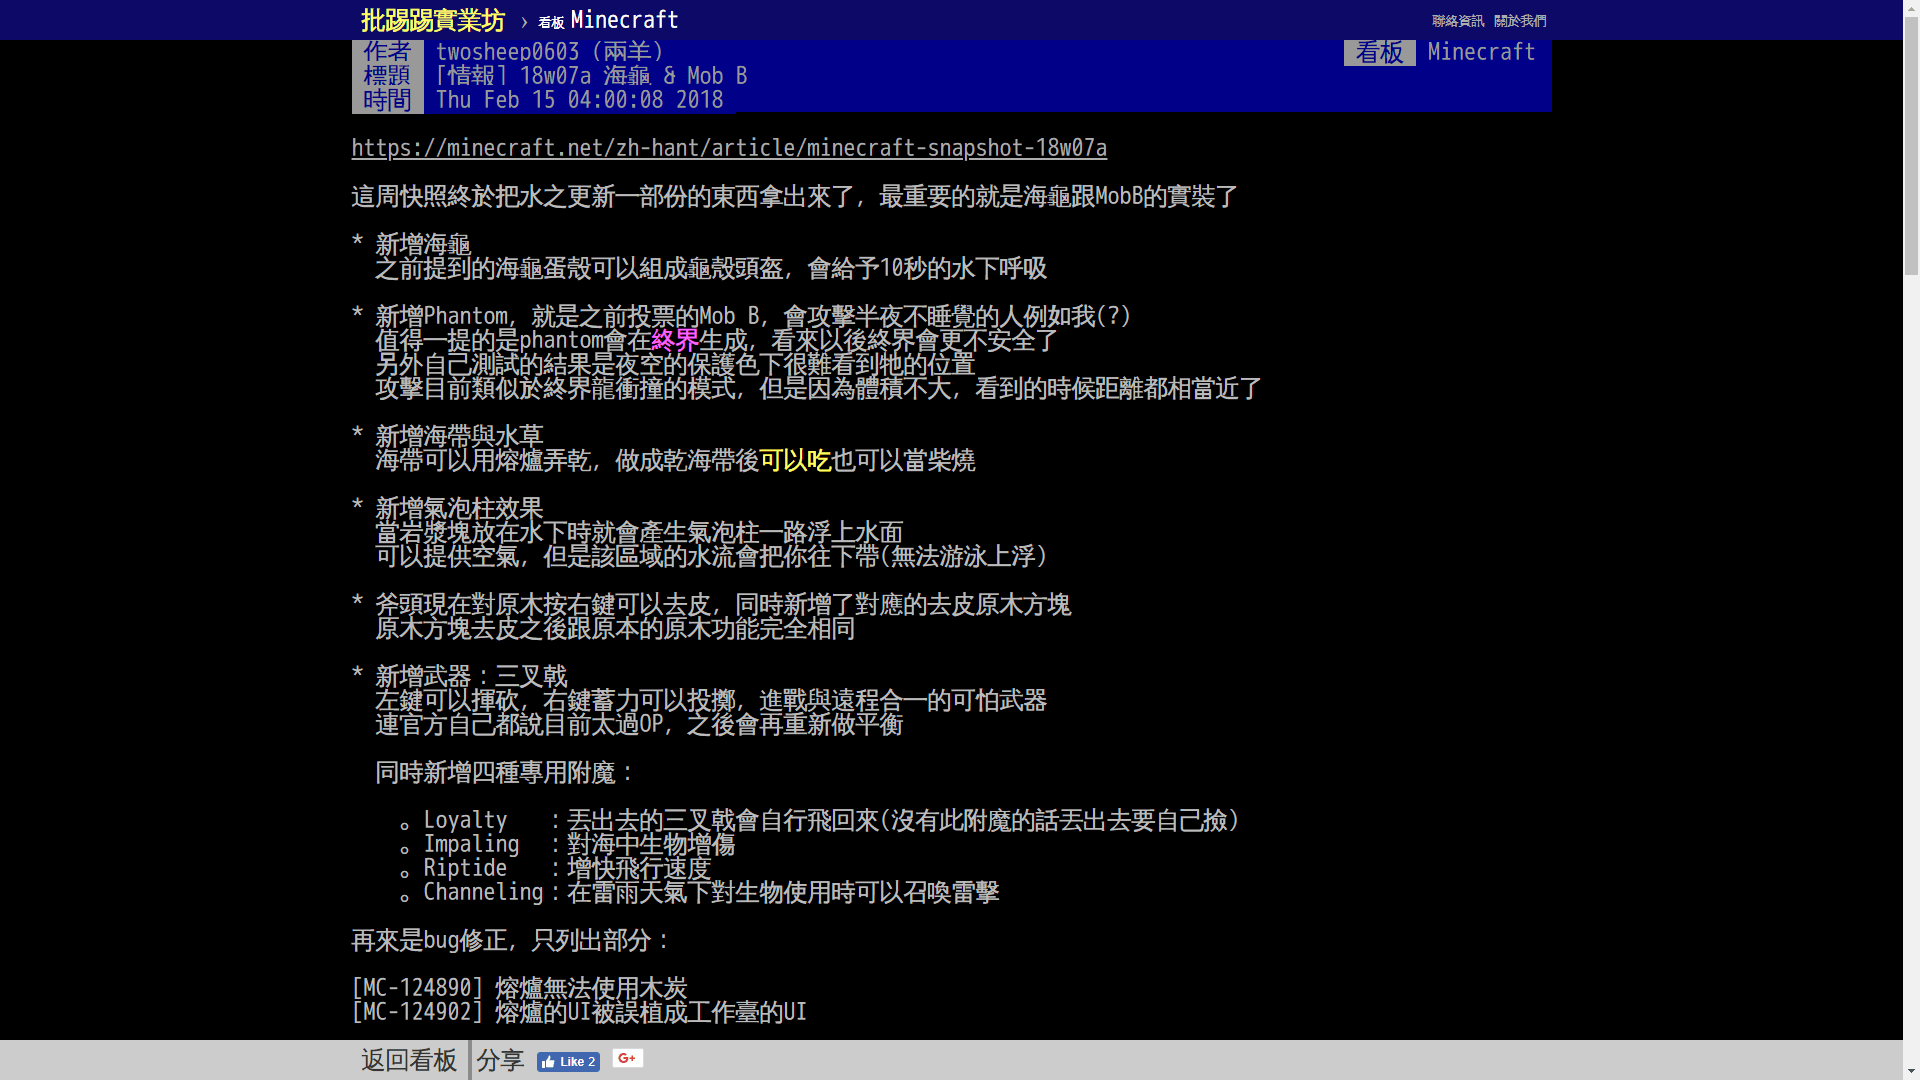 批踢踢實業坊 › 看板 Minecraft 聯絡資訊 關於我們
作者 twosheep0603 (兩羊) 看板 Minecraft
標題 [情報] 18w07a 海龜 & Mob B
時間 Thu Feb 15 04:00:08 2018
https://minecraft.net/zh-hant/article/minecraft-snapshot-18w07a
這周快照終於把水之更新一部份的東西拿出來了, 最重要的就是海龜跟MobB的實裝了
* 新增海龜
之前提到的海龜蛋殼可以組成龜殼頭盔, 會給予10秒的水下呼吸
* 新增Phantom, 就是之前投票的Mob B, 會攻擊半夜不睡覺的人例如我(?)
值得一提的是phantom會在終界生成, 看來以後終界會更不安全了
另外自己測試的結果是夜空的保護色下很難看到牠的位置
攻擊目前類似於終界龍衝撞的模式, 但是因為體積不大, 看到的時候距離都相當近了
* 新增海帶與水草
海帶可以用熔爐弄乾, 做成乾海帶後可以吃也可以當柴燒
* 新增氣泡柱效果
當岩漿塊放在水下時就會產生氣泡柱一路浮上水面
可以提供空氣, 但是該區域的水流會把你往下帶(無法游泳上浮)
* 斧頭現在對原木按右鍵可以去皮, 同時新增了對應的去皮原木方塊
原木方塊去皮之後跟原本的原木功能完全相同
* 新增武器：三叉戟
左鍵可以揮砍, 右鍵蓄力可以投擲, 進戰與遠程合一的可怕武器
連官方自己都說目前太過OP, 之後會再重新做平衡
同時新增四種專用附魔：
。Loyalty ：丟出去的三叉戟會自行飛回來(沒有此附魔的話丟出去要自己撿)
。Impaling ：對海中生物增傷
。Riptide ：增快飛行速度
。Channeling：在雷雨天氣下對生物使用時可以召喚雷擊
再來是bug修正, 只列出部分：
[MC-124890] 熔爐無法使用木炭
[MC-124902] 熔爐的UI被誤植成工作臺的UI
返回看板 分享 Like 2 G+